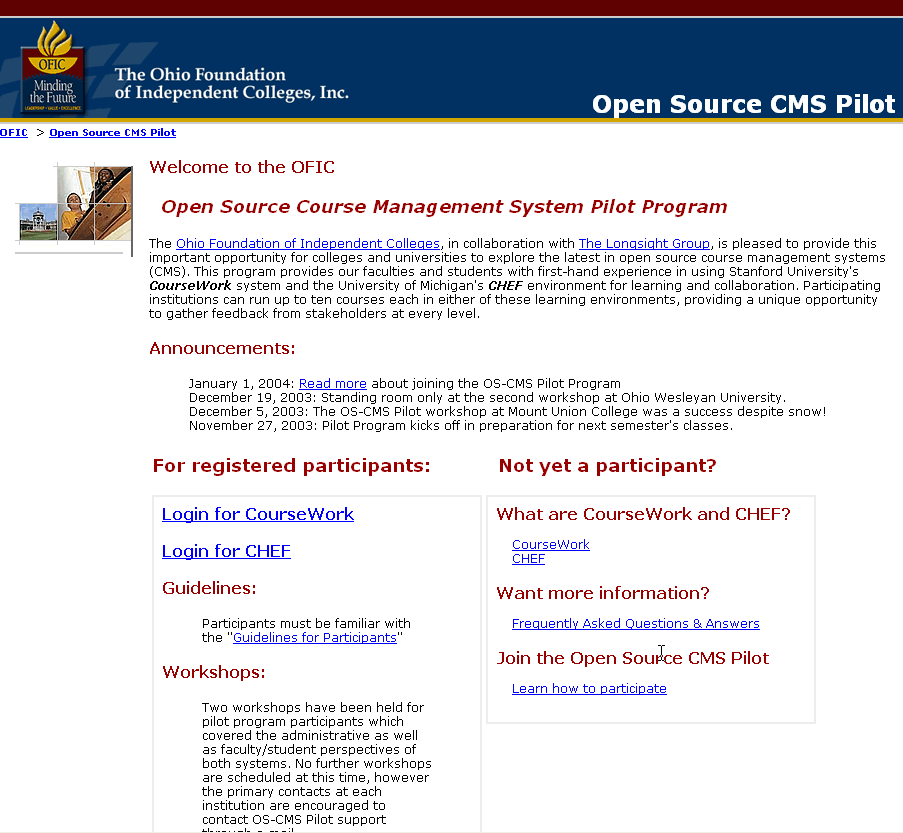 OFIC
Minding
the Future
LEADERSHIP • VALUE • EXCELLENCE
The Ohio Foundation
of Independent Colleges, Inc.
Open Source CMS Pilot
OFIC > Open Source CMS Pilot
Welcome to the OFIC
Open Source Course Management System Pilot Program
The Ohio Foundation of Independent Colleges, in collaboration with The Longsight Group, is pleased to provide this
important opportunity for colleges and universities to explore the latest in open source course management systems
(CMS). This program provides our faculties and students with first-hand experience in using Stanford University's
CourseWork system and the University of Michigan's CHEF environment for learning and collaboration. Participating
institutions can run up to ten courses each in either of these learning environments, providing a unique opportunity
to gather feedback from stakeholders at every level.
Announcements:
January 1, 2004: Read more about joining the OS-CMS Pilot Program
December 19, 2003: Standing room only at the second workshop at Ohio Wesleyan University.
December 5, 2003: The OS-CMS Pilot workshop at Mount Union College was a success despite snow!
November 27, 2003: Pilot Program kicks off in preparation for next semester's classes.
For registered participants:
Login for CourseWork
Login for CHEF
Guidelines:
Participants must be familiar with
the "Guidelines for Participants"
Workshops:
Two workshops have been held for
pilot program participants which
covered the administrative as well
as faculty/student perspectives of
both systems. No further workshops
are scheduled at this time, however
the primary contacts at each
institution are encouraged to
contact OS-CMS Pilot support
through e-mail
Not yet a participant?
What are CourseWork and CHEF?
CourseWork
CHEF
Want more information?
Frequently Asked Questions & Answers
Join the Open Source CMS Pilot
Learn how to participate